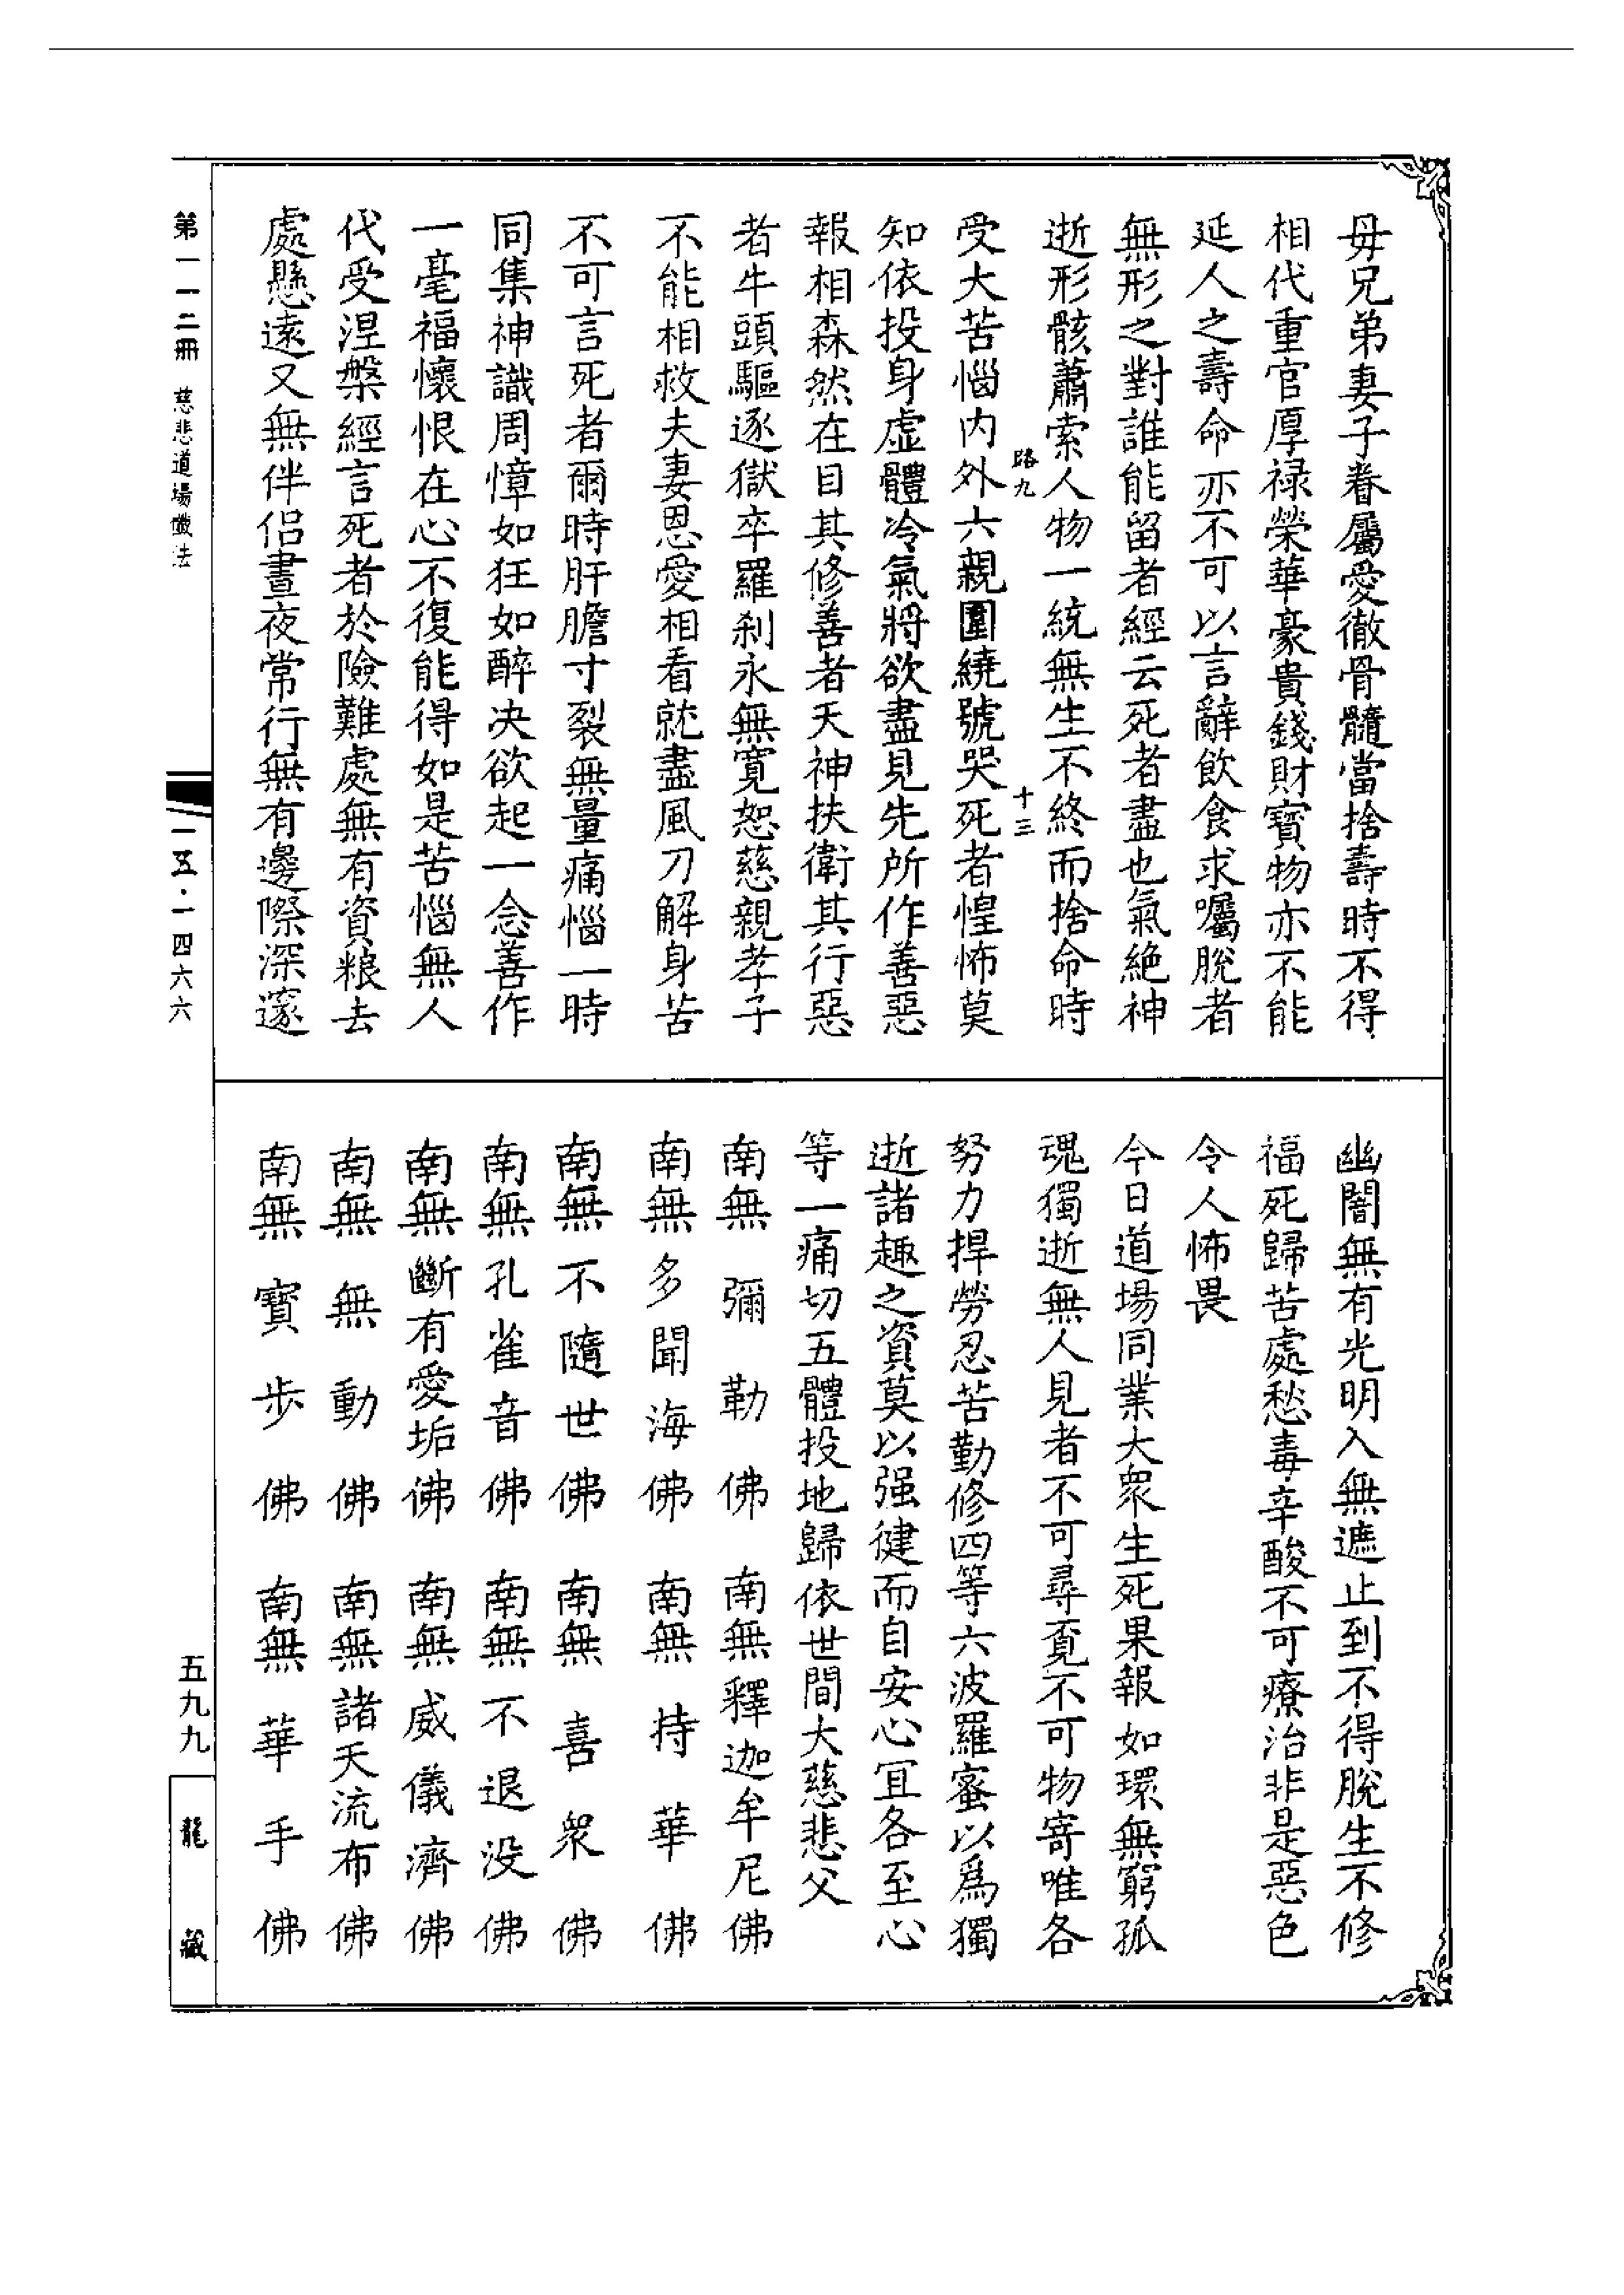 母兄弟妻子眷屬愛徹骨髓當捨壽時不得
相代重官厚禄榮華豪貴錢財寳物亦不能
延人之壽命亦不可以言辭飲食求囑脫者
無形之對誰能留者經云死者盡也氣絶神
逝形骸蕭索人物一統無生不終而捨命時
路九
十三
受大苦惱内外六親圍繞號哭死者惶怖莫
知依投身虚體冷氣將欲盡見先所作善惡
報相森然在目其修善者天神扶衛其行惡
者牛頭驅逐獄卒羅刹永無寛恕慈親孝子
不能相救夫妻恩愛相看就盡風刀解身苦
不可言死者爾時肝膽寸裂無量痛惱一時
同集神識周慞如狂如醉决欲起一念善作
一毫福懷恨在心不復能得如是苦惱無人
代受涅槃經言死者於險難處無有資粮去
處懸遠又無伴侣晝夜常行無有邊際深邃
幽闇無有光明入無遮止到不得脫生不修
福死歸苦處愁毒辛酸不可療治非是惡色
令人怖畏
今日道場同業大衆生死果報如環無窮孤
魂獨逝無人見者不可尋覔不可物寄唯各
努力捍勞忍苦勤修四等六波羅蜜以爲獨
逝諸趣之資莫以强健而自安心宜各至心
等一痛切五體投地歸依世間大慈悲父
南無彌勒佛 南無釋迦牟尼佛
南無多聞海佛 南無持華佛
南無不隨世佛 南無喜衆佛
南無孔雀音佛 南無不退没佛
南無斷有愛垢佛 南無威儀濟佛
南無無動佛 南無諸天流布佛
南無寶步佛 南無華手佛
第一一二冊 慈悲道場懺法
一五·一四六六
五九九
龍藏